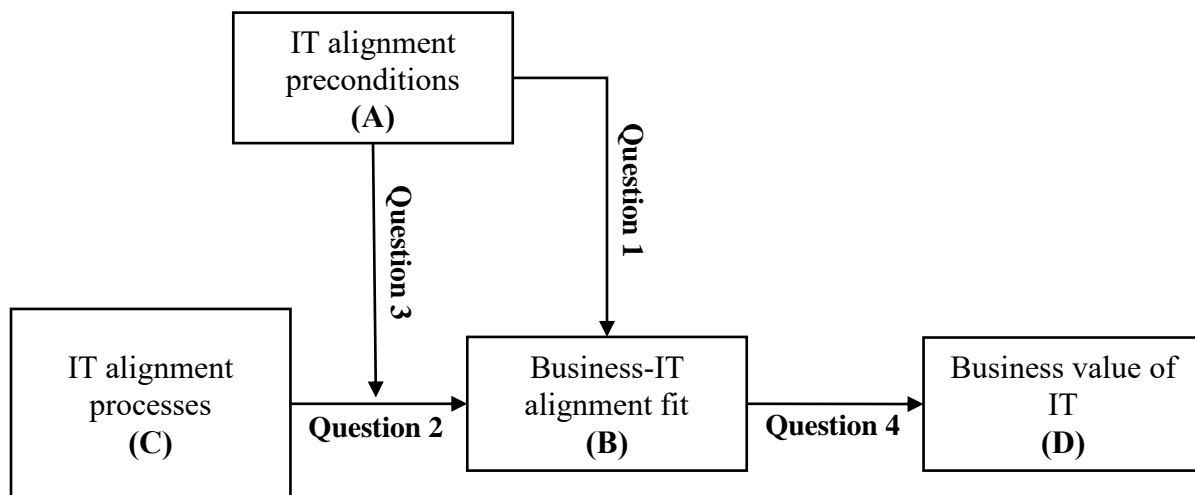 IT alignment
preconditions
(A)
Question 1
Question 3
IT alignment
processes
(C)
Question 2
Business-IT
alignment fit
(B)
Question 4
Business value of
IT
(D)